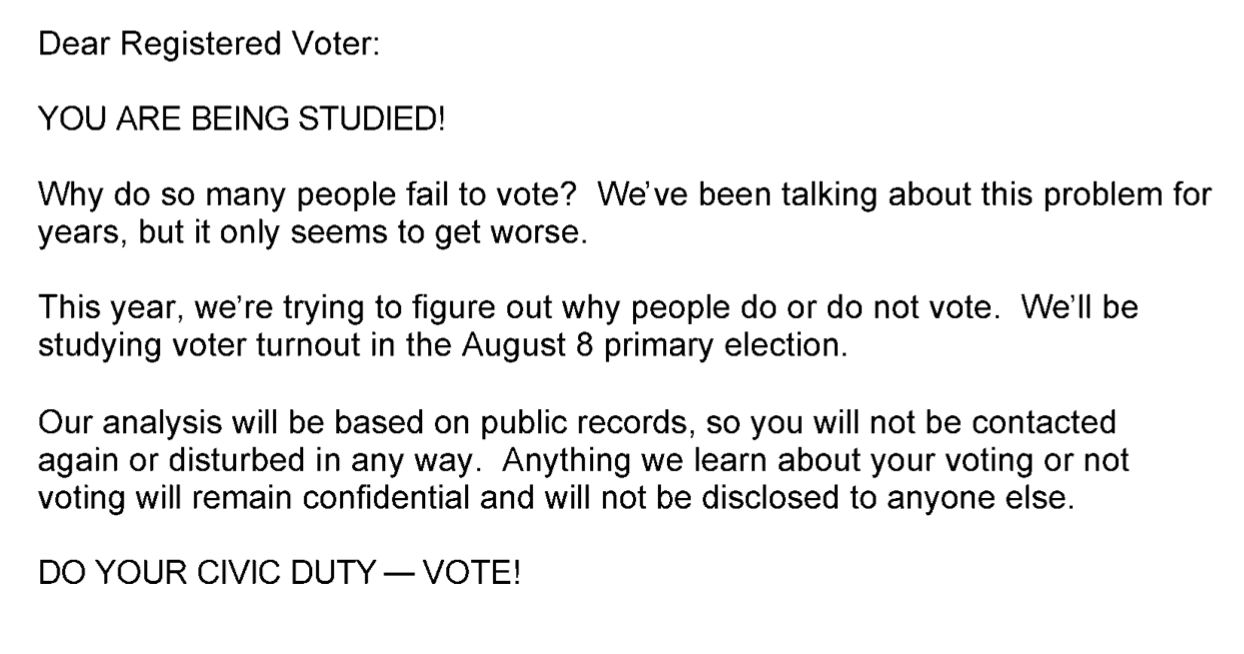 Dear Registered Voter:
YOU ARE BEING STUDIED!
Why do so many people fail to vote?  We've been talking about this problem for
years, but it only seems to get worse.
This year, we're trying to figure out why people do or do not vote.  We'll be
studying voter turnout in the August 8 primary election.
Our analysis will be based on public records, so you will not be contacted
again or disturbed in any way.  Anything we learn about your voting or not
voting will remain confidential and will not be disclosed to anyone else.
DO YOUR CIVIC DUTY — VOTE!